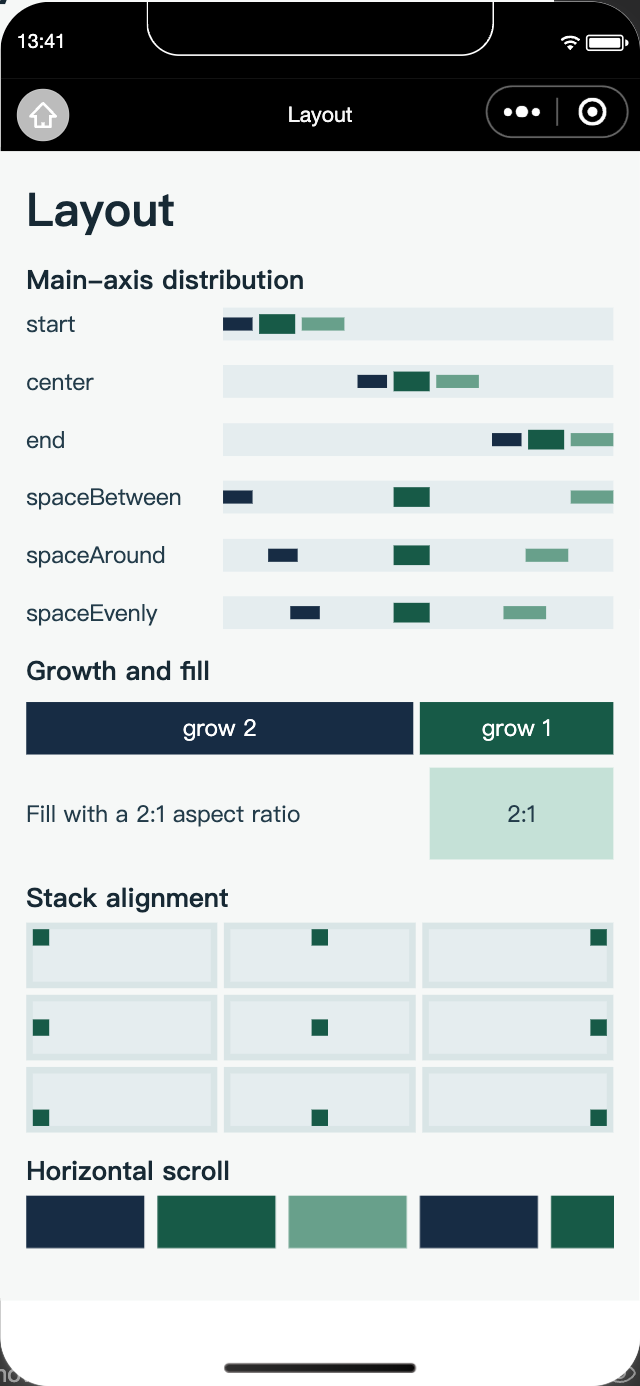 13:41
Layout
Layout
Main-axis distribution
start
center
end
spaceBetween
spaceAround
spaceEvenly
Growth and fill
grow 2
grow 1
Fill with a 2:1 aspect ratio
2:1
Stack alignment
Horizontal scroll